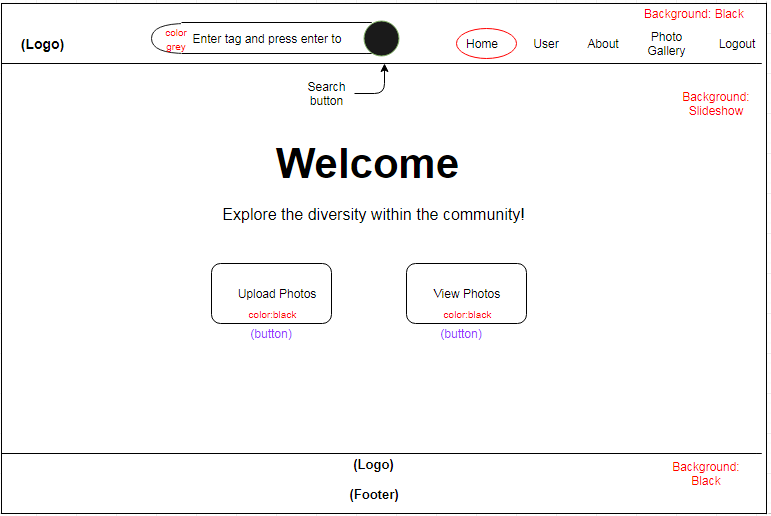 Background: Black
(Logo)
color
grey
Enter tag and press enter to
Home
User
About
Photo
Gallery
Logout
Search
button
Background:
Slideshow
Welcome
Explore the diversity within the community!
Upload Photos
color:black
(button)
View Photos
color:black
(button)
(Logo)
(Footer)
Background:
Black